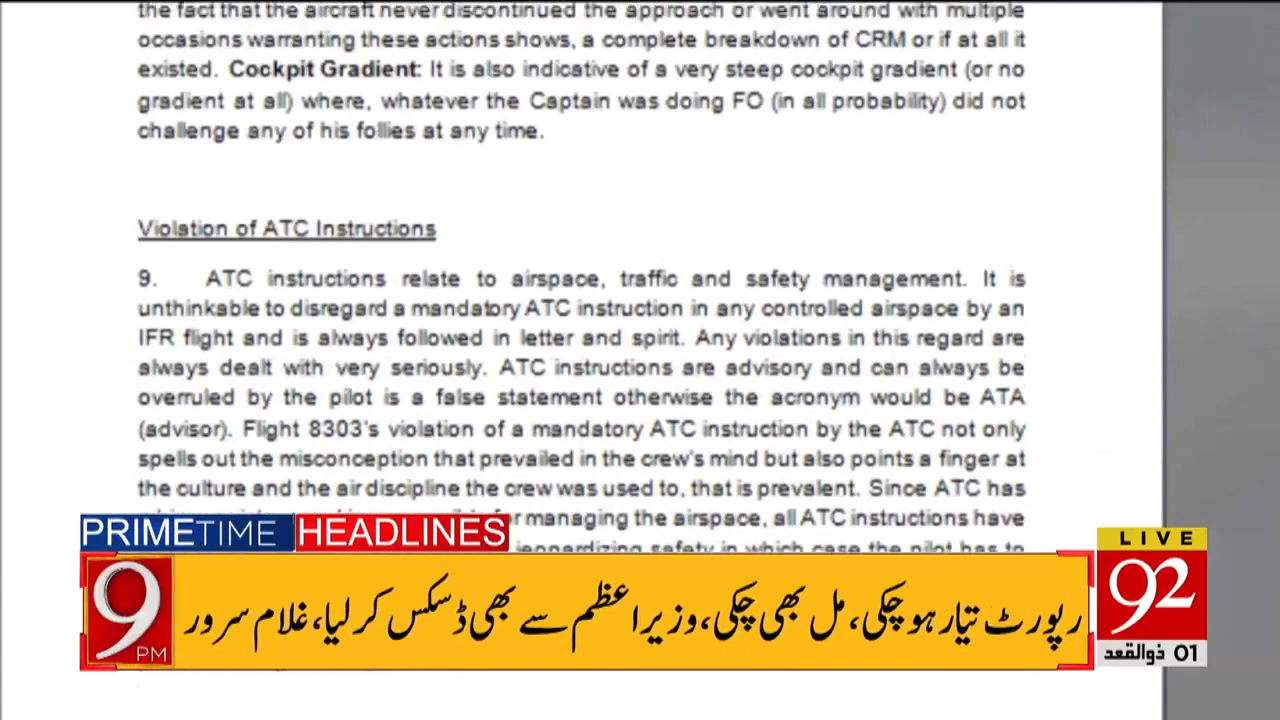 the fact that the aircraft never discontinued the approach or went around with multiple
occasions warranting these actions shows, a complete breakdown of CRM or if at all it
existed. Cockpit Gradient: It is also indicative of a very steep cockpit gradient (or no
gradient at all) where, whatever the Captain was doing FO (in all probability) did not
challenge any of his follies at any time.
Violation of ATC Instructions
9. ATC instructions relate to airspace, traffic and safety management. It is
unthinkable to disregard a mandatory ATC instruction in any controlled airspace by an
IFR flight and is always followed in letter and spirit. Any violations in this regard are
always dealt with very seriously. ATC instructions are advisory and can always be
overruled by the pilot is a false statement otherwise the acronym would be ATA
(advisor). Flight 8303's violation of a mandatory ATC instruction by the ATC not only
spells out the misconception that prevailed in the crew's mind but also points a finger at
the culture and the air discipline the crew was used to, that is prevalent. Since ATC has
for managing the airspace, all ATC instructions have
jeopardizing safety in which case the pilot has to
PRIMETIME HEADLINES
9 PM
رپورٹ تیار ہو چکی، مل بھی چکی، وزیراعظم سے بھی ڈسکس کر لیا، غلام سرور
LIVE
92
01 ذوالقعد